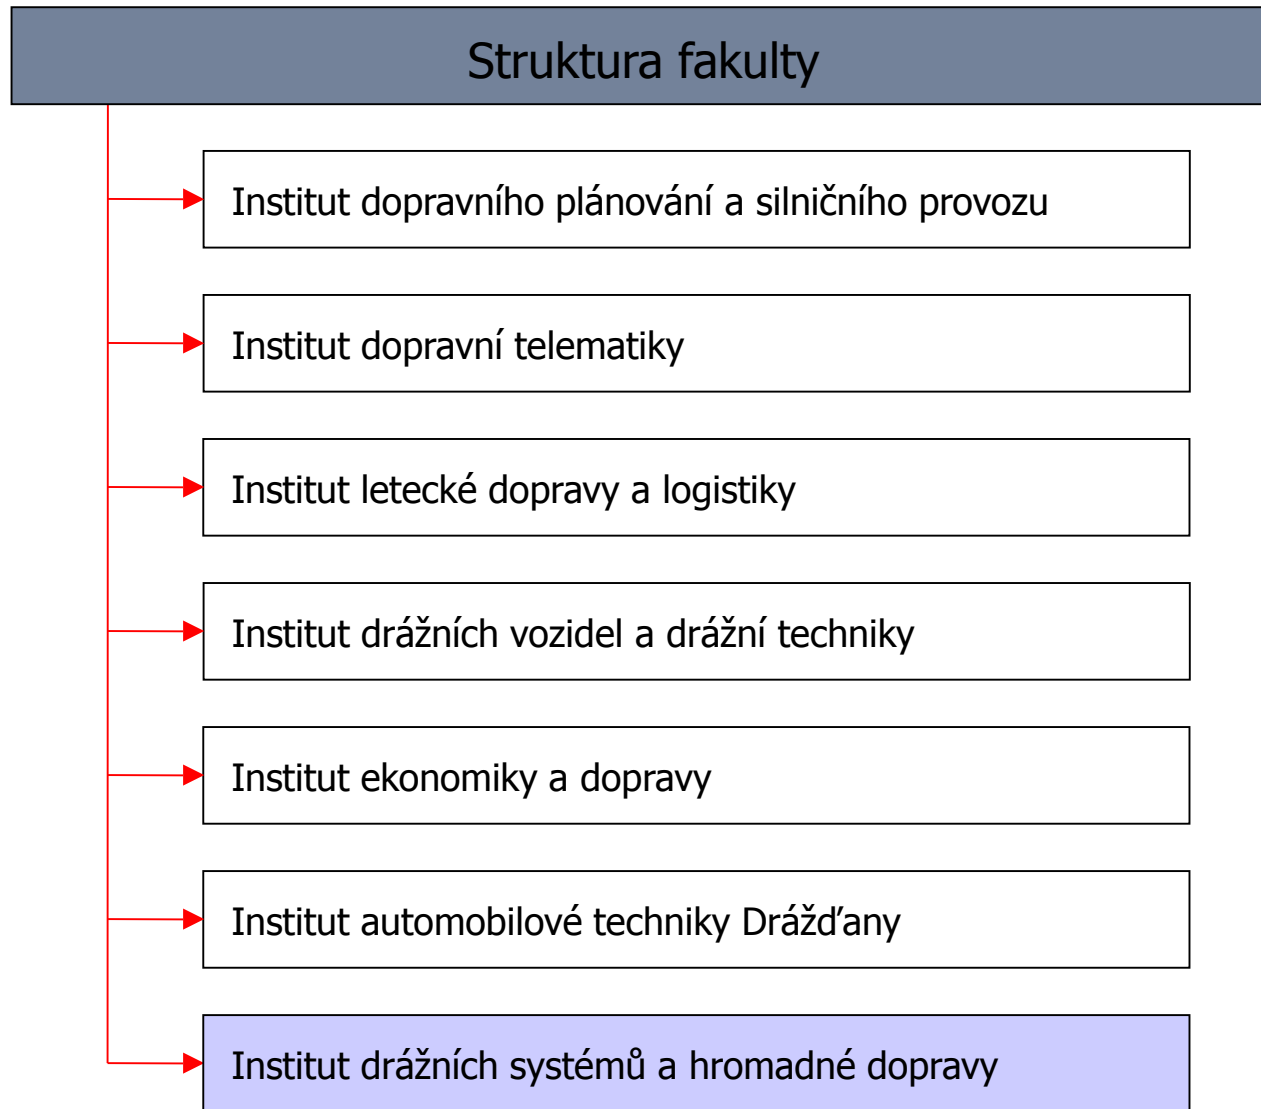 Struktura fakulty
Institut dopravního plánování a silničního provozu
Institut dopravní telematiky
Institut letecké dopravy a logistiky
Institut drážních vozidel a drážní techniky
Institut ekonomiky a dopravy
Institut automobilové techniky Drážďany
Institut drážních systémů a hromadné dopravy